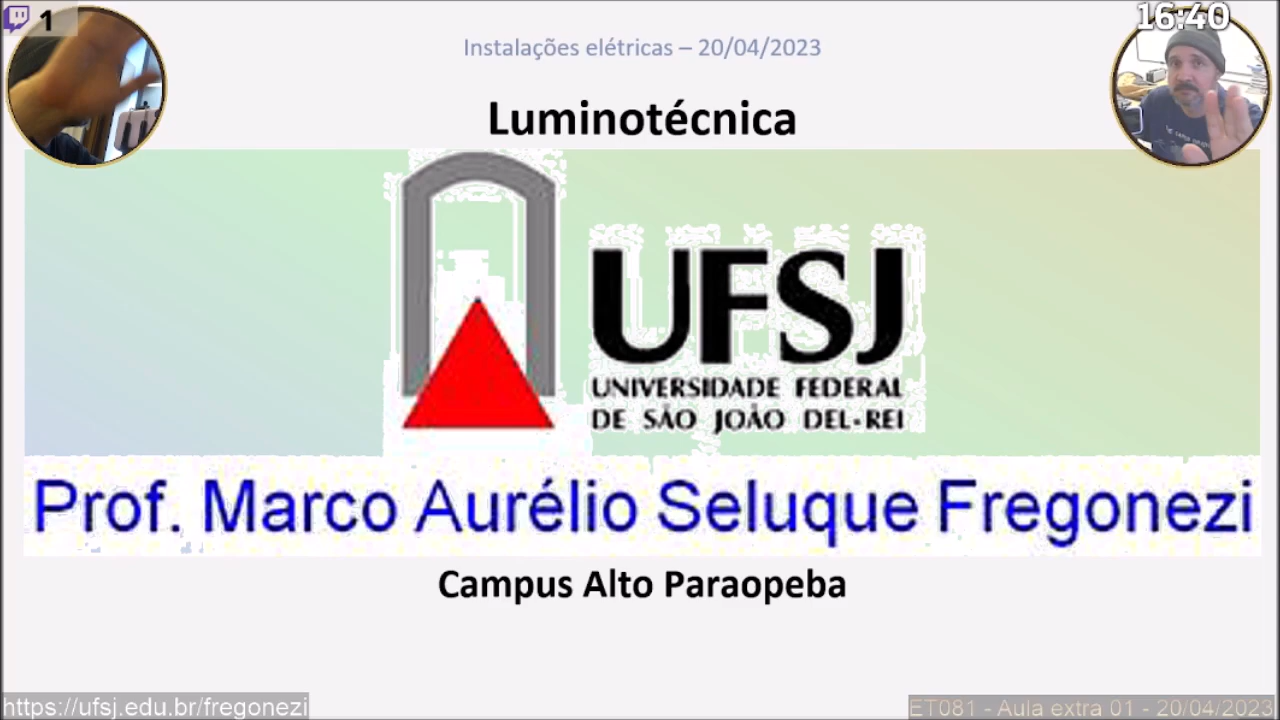 1
16:40
Instalações elétricas – 20/04/2023
Luminotécnica
UFSJ
UNIVERSIDADE FEDERAL
DE SÃO JOÃO DEL-REI
Prof. Marco Aurélio Seluque Fregonezi
Campus Alto Paraopeba
https://ufsj.edu.br/fregonezi
ET081 - Aula extra 01 - 20/04/2023